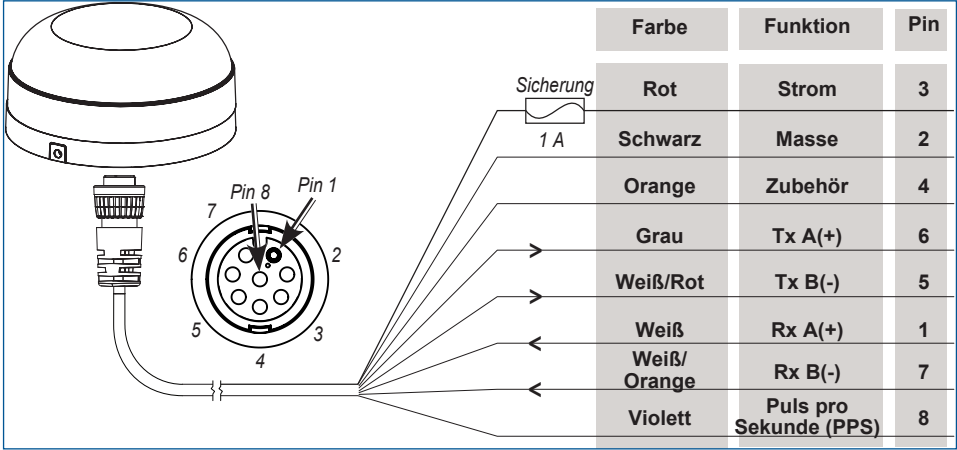 Farbe Funktion Pin
Sicherung Rot Strom 3
1 A Schwarz Masse 2
Orange Zubehör 4
Pin 8 Pin 1
7
Grau Tx A(+) 6
6 2
Weiß/Rot Tx B(-) 5
5 3
4
Weiß Rx A(+) 1
Weiß/
Orange Rx B(-) 7
Violett Puls pro
Sekunde (PPS) 8